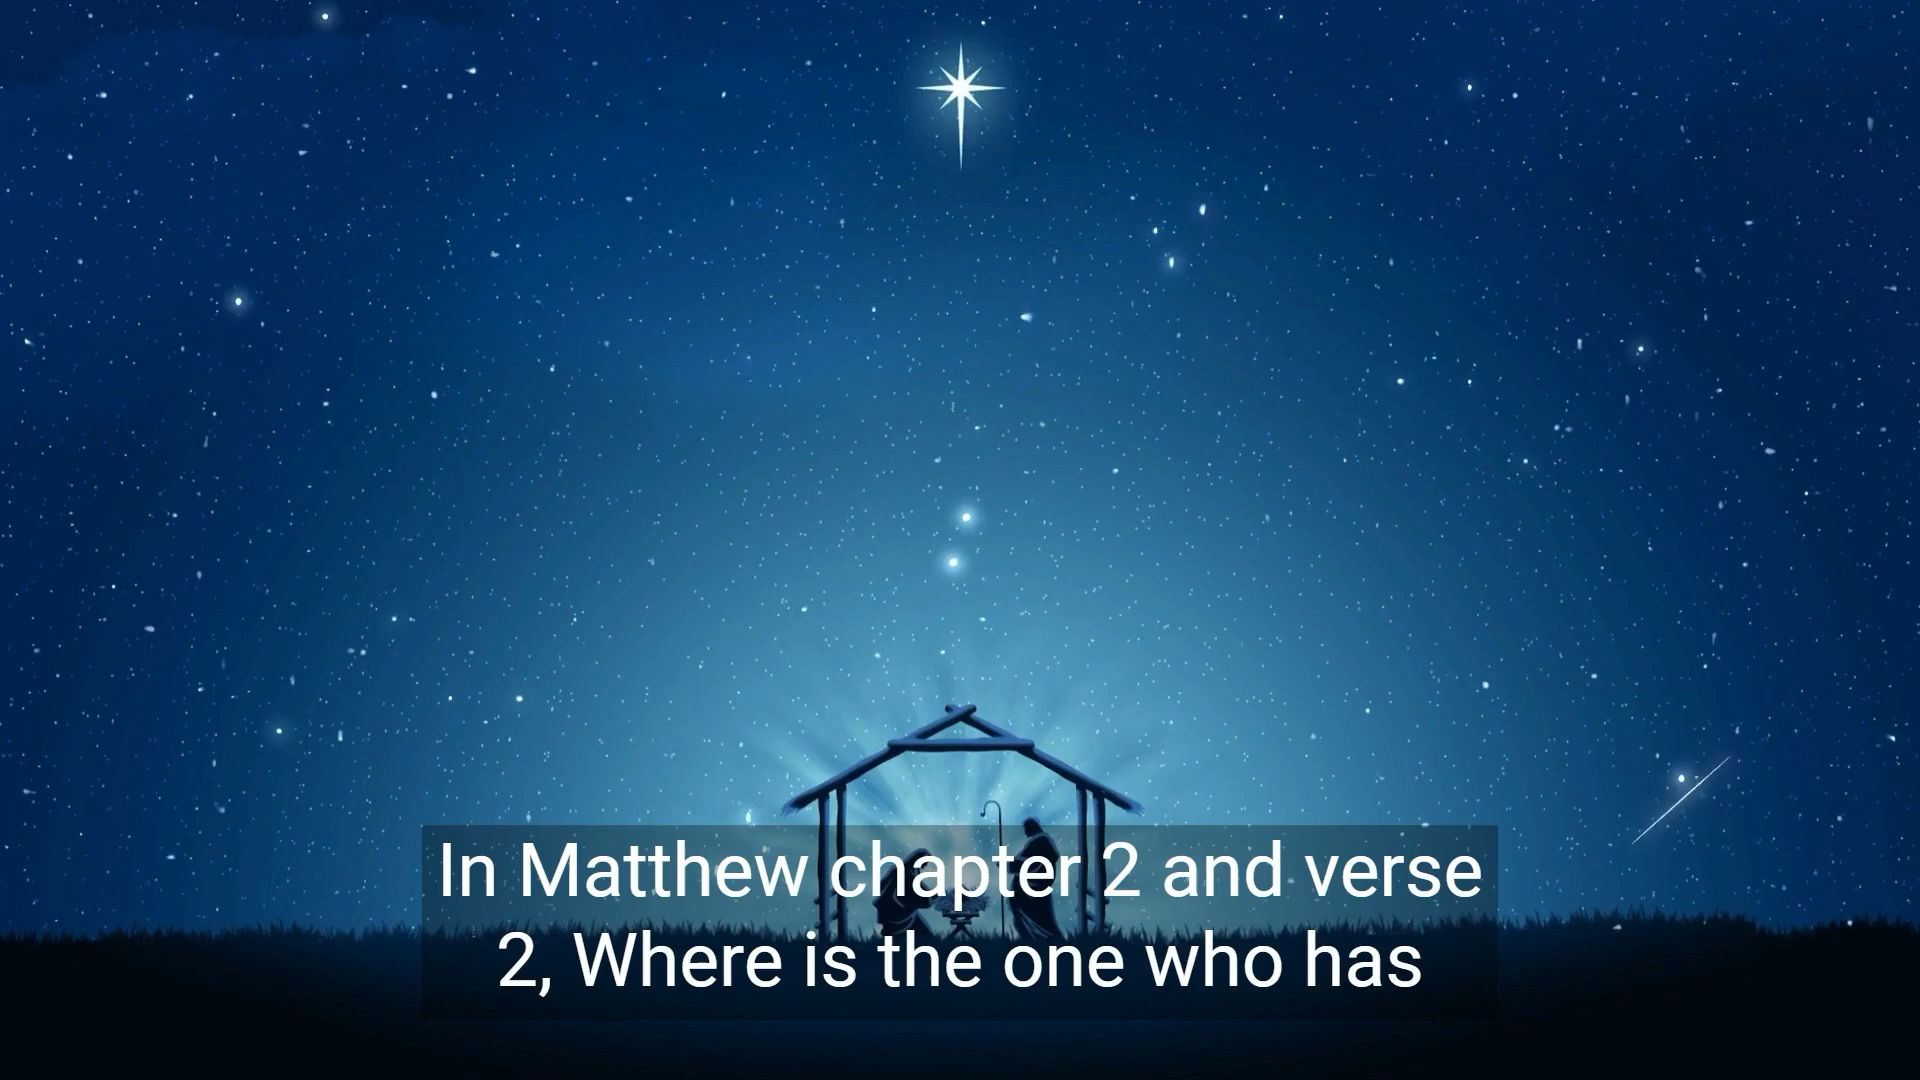 In Matthew chapter 2 and verse
2, Where is the one who has